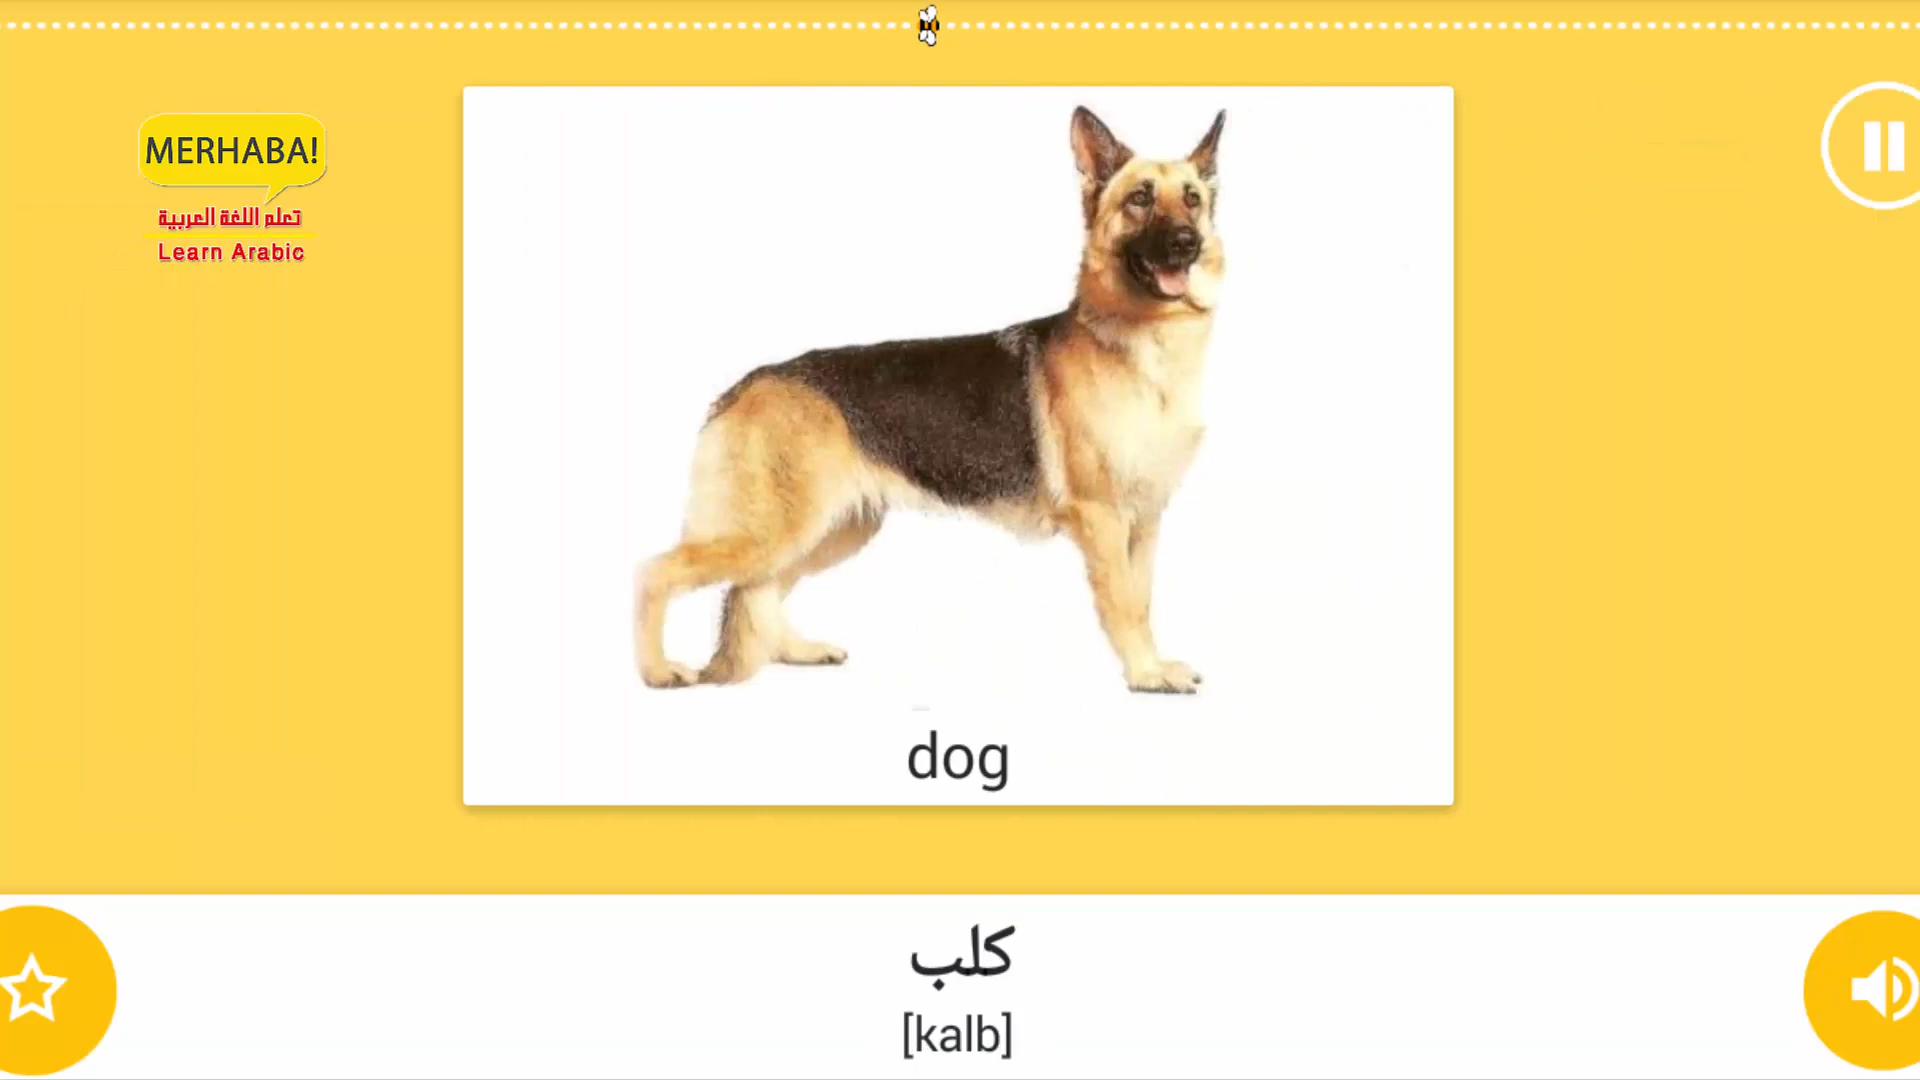 MERHABA!
تعلم اللغة العربية
Learn Arabic
dog
كلب
[kalb]